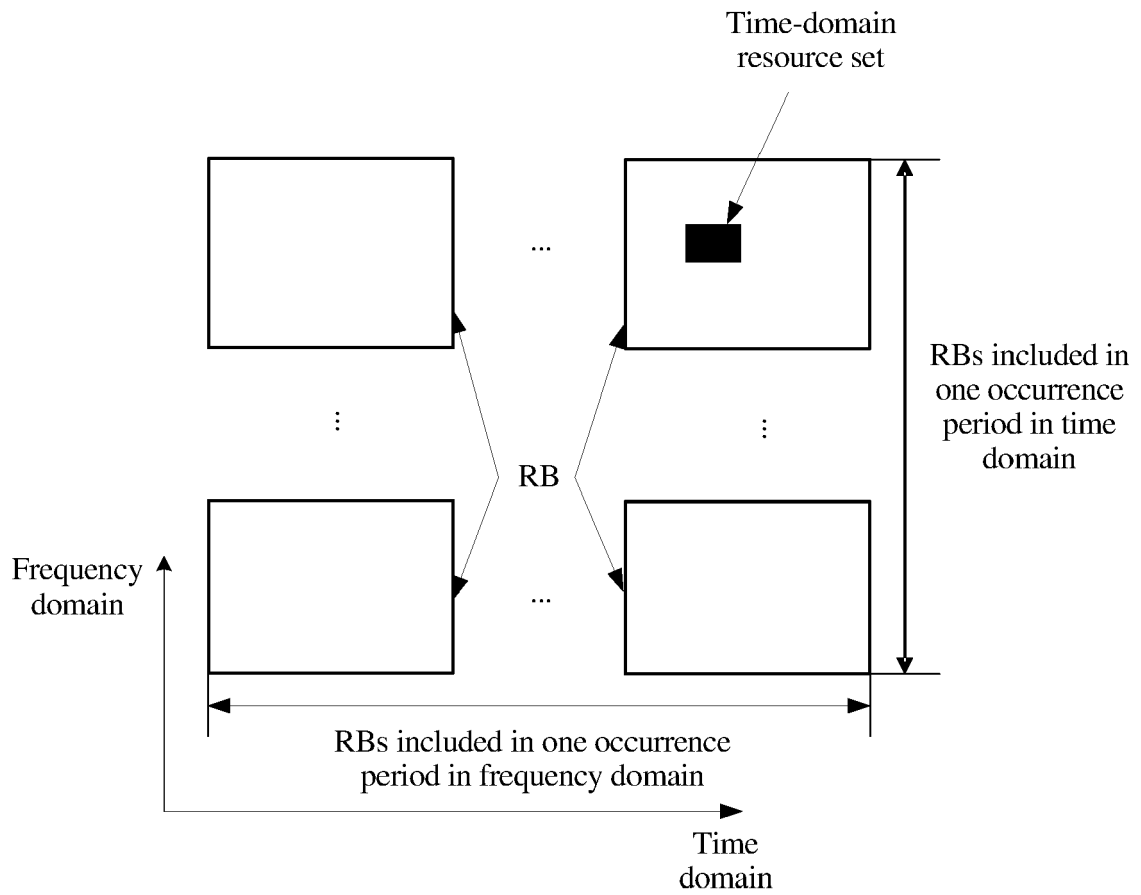 Time-domain
resource set
...
RBs included in
one occurrence
period in time
domain
...
...
RB
Frequency
domain
...
RBs included in one occurrence
period in frequency domain
Time
domain